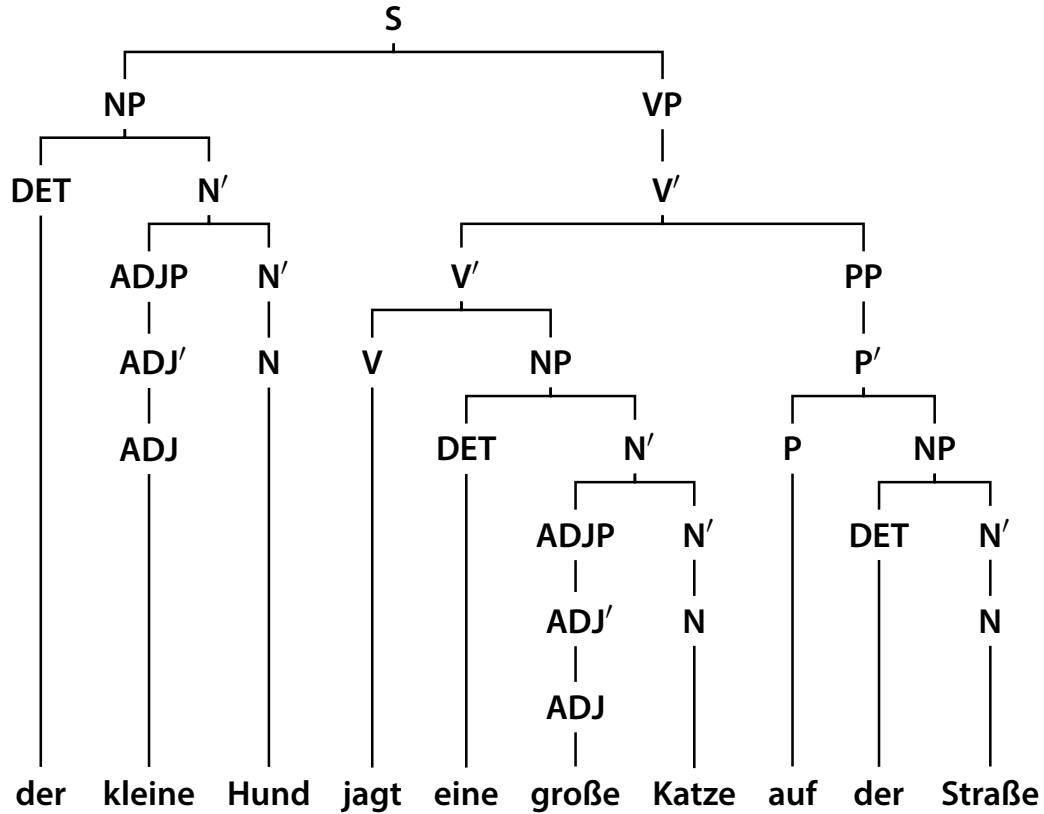 S
NP VP
DET N′ V′
ADJP N′ V′ PP
ADJ′ N V NP P′
ADJ DET N′ P NP
ADJP N′ DET N′
ADJ′ N N
ADJ
der kleine Hund jagt eine große Katze auf der Straße